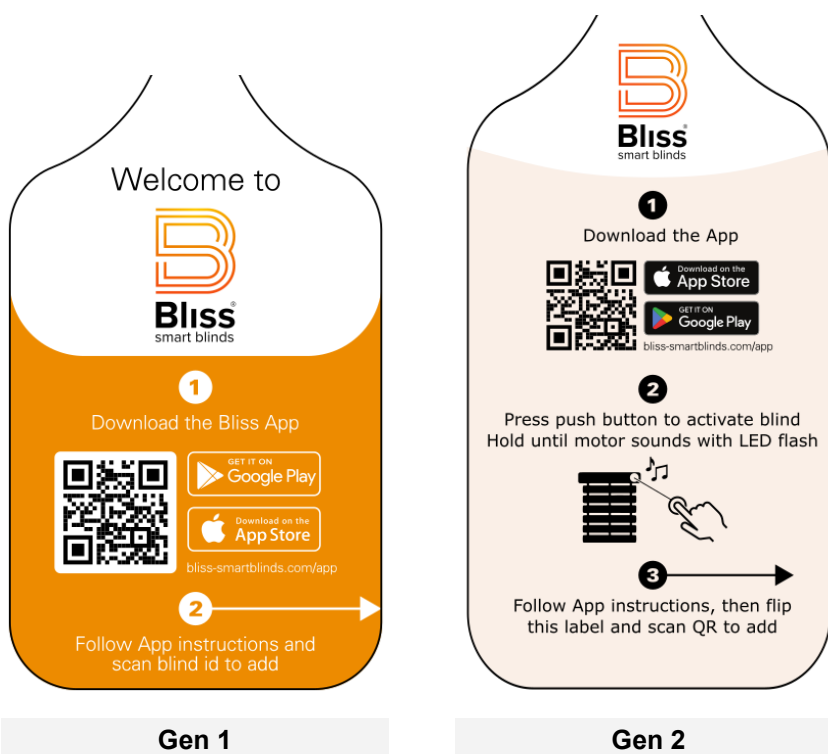 Welcome to
Bliss®
smart blinds
1
Download the Bliss App
GET IT ON
Google Play
Download on the
App Store
bliss-smartblinds.com/app
2
Follow App instructions and
scan blind id to add
Gen 1
Bliss®
smart blinds
1
Download the App
Download on the
App Store
GET IT ON
Google Play
bliss-smartblinds.com/app
2
Press push button to activate blind
Hold until motor sounds with LED flash
3
Follow App instructions, then flip
this label and scan QR to add
Gen 2